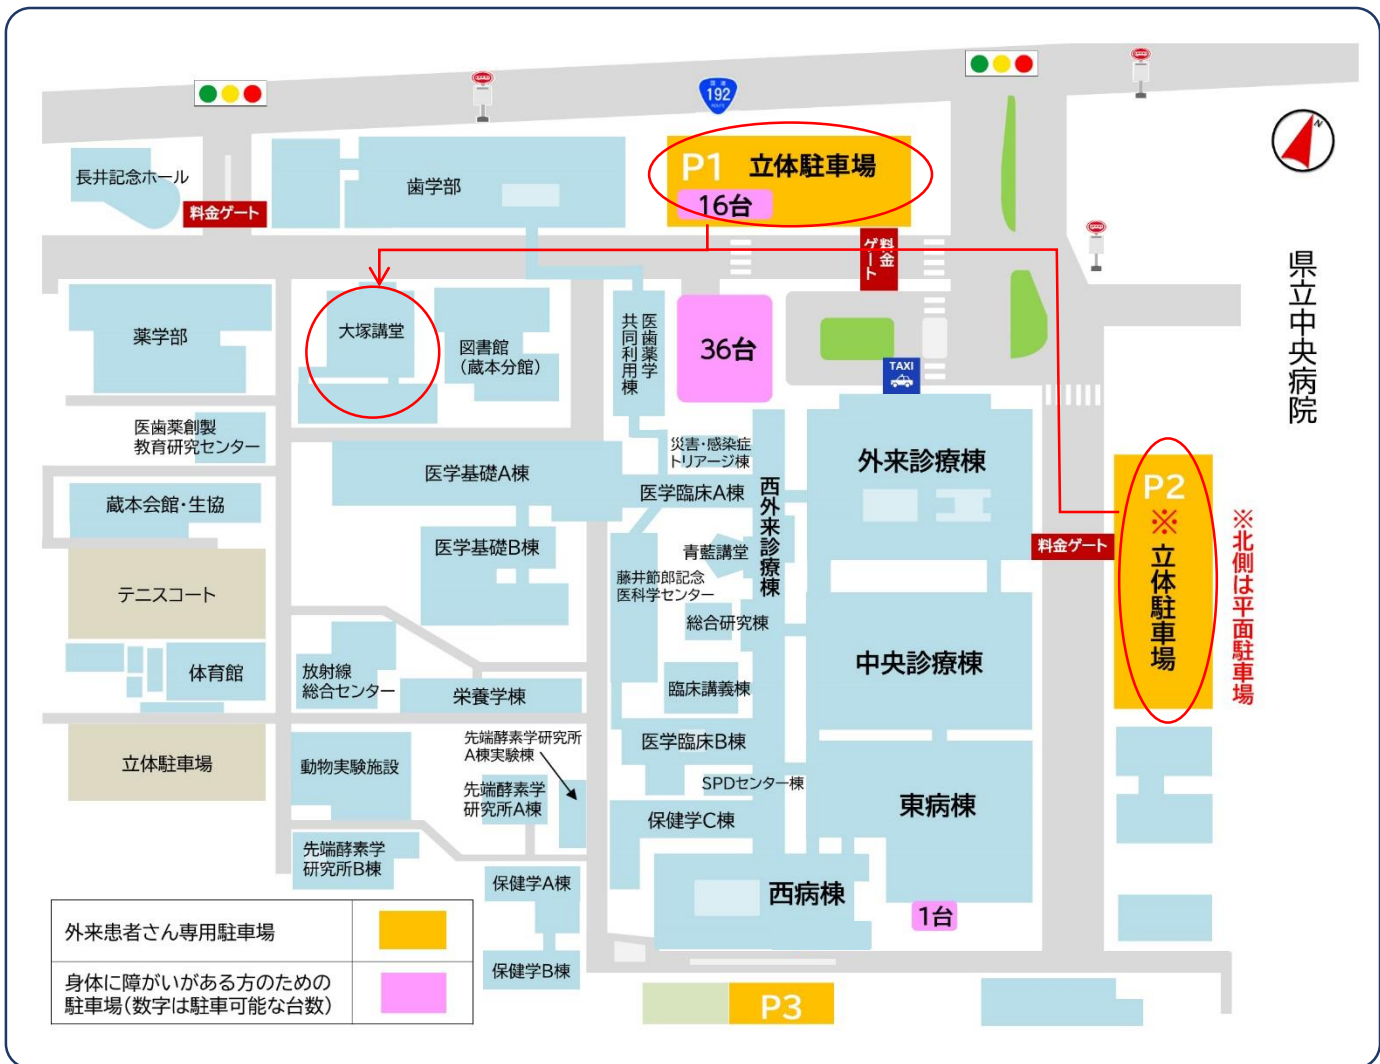 国道
192
ROUTE
N
長井記念ホール
料金ゲート
歯学部
P1 立体駐車場
16台
料金
ゲート
県立中央病院
薬学部
大塚講堂
図書館
(蔵本分館)
医歯薬学
共同利用棟
36台
TAXI
医歯薬創製
教育研究センター
災害・感染症
トリアージ棟
外来診療棟
医学基礎A棟
医学臨床A棟
西外来診療棟
蔵本会館・生協
P2
※
立体駐車場
※北側は平面駐車場
料金ゲート
医学基礎B棟
青藍講堂
テニスコート
藤井節郎記念
医科学センター
総合研究棟
体育館
放射線
総合センター
栄養学棟
臨床講義棟
中央診療棟
立体駐車場
動物実験施設
先端酵素学研究所
A棟実験棟
医学臨床B棟
先端酵素学
研究所A棟
SPDセンター棟
保健学C棟
東病棟
先端酵素学
研究所B棟
保健学A棟
西病棟
1台
保健学B棟
P3
外来患者さん専用駐車場
身体に障がいがある方のための
駐車場(数字は駐車可能な台数)